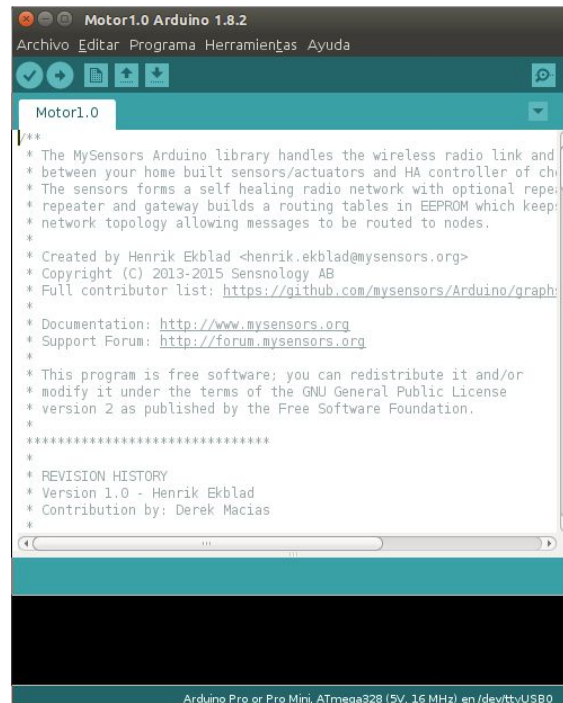 Motor1.0 Arduino 1.8.2
Archivo Editar Programa Herramientas Ayuda
Motor1.0
/**
* The MySensors Arduino library handles the wireless radio link and
* between your home built sensors/actuators and HA controller of
* The sensors forms a self healing radio network with optional
* repeater and gateway builds a routing tables in EEPROM which
* network topology allowing messages to be routed to nodes.
*
* Created by Henrik Ekblad <henrik.ekblad@mysensors.org>
* Copyright (C) 2013-2015 Sensnology AB
* Full contributor list: https://github.com/mysensors/Arduino/graph
*
* Documentation: http://www.mysensors.org
* Support Forum: http://forum.mysensors.org
*
* This program is free software; you can redistribute it and/or
* modify it under the terms of the GNU General Public License
* version 2 as published by the Free Software Foundation.
*
*******************************
*
* REVISION HISTORY
* Version 1.0 - Henrik Ekblad
* Contribution by: Derek Macias
*
Arduino Pro or Pro Mini, ATmega328 (5V, 16 MHz) en /dev/ttyUSB0